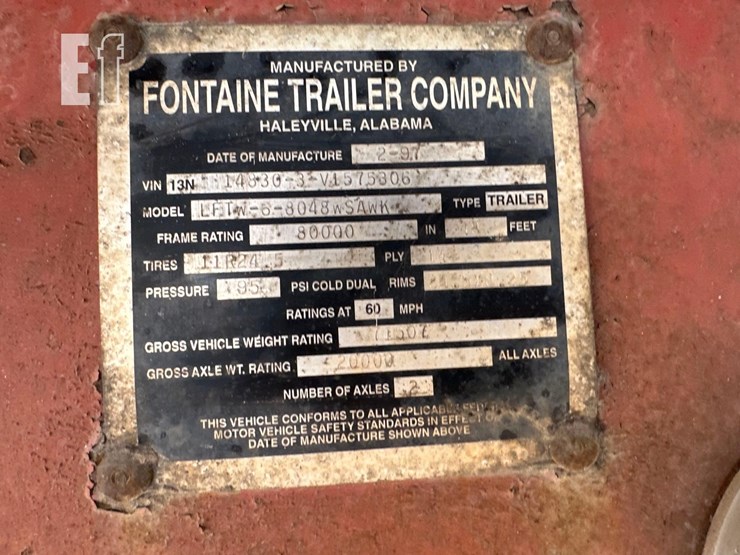 Ef
MANUFACTURED BY
FONTAINE TRAILER COMPANY
HALEYVILLE, ALABAMA
DATE OF MANUFACTURE 2-97
VIN 13N 14830-3-V1575306
MODEL LFTW-6-8048WSAWK TYPE TRAILER
FRAME RATING 80000 IN FEET
TIRES 11R24.5 PLY
PRESSURE 95 PSI COLD DUAL RIMS
RATINGS AT 60 MPH
GROSS VEHICLE WEIGHT RATING
GROSS AXLE WT. RATING 20000 ALL AXLES
NUMBER OF AXLES 2
THIS VEHICLE CONFORMS TO ALL APPLICABLE FEDERAL
MOTOR VEHICLE SAFETY STANDARDS IN EFFECT ON
DATE OF MANUFACTURE SHOWN ABOVE